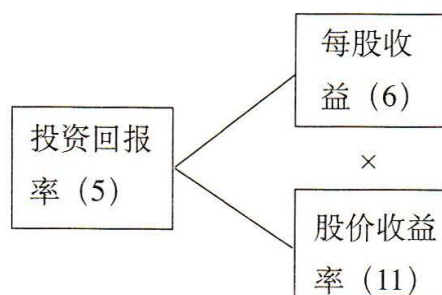 每股收
益（6）
投资回报
率（5）
×
股价收益
率（11）